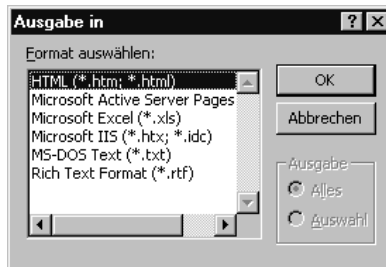 Ausgabe in
Format auswählen:
HTML (*.htm; *.html)
Microsoft Active Server Pages
Microsoft Excel (*.xls)
Microsoft IIS (*.htx; *.idc)
MS-DOS Text (*.txt)
Rich Text Format (*.rtf)
OK
Abbrechen
Ausgabe
Alles
Auswahl